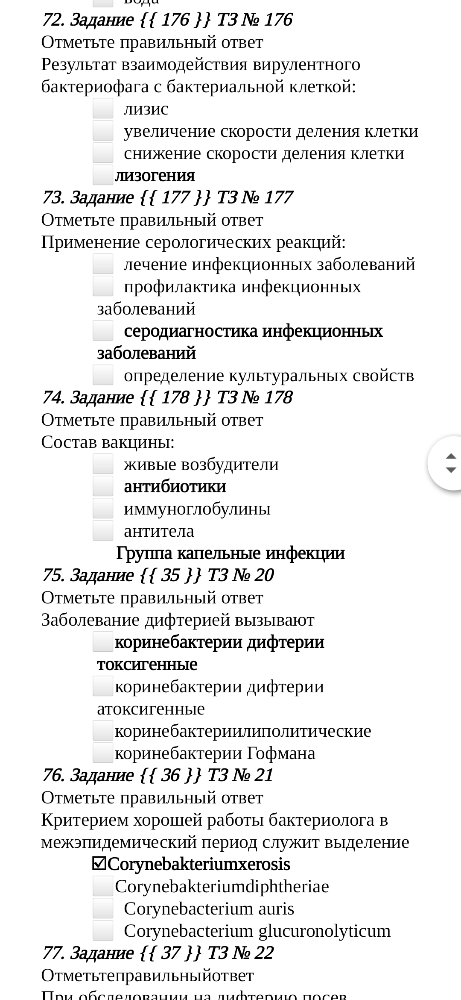 вода
72. Задание {{ 176 }} ТЗ № 176
Отметьте правильный ответ
Результат взаимодействия вирулентного
бактериофага с бактериальной клеткой:
лизис
увеличение скорости деления клетки
снижение скорости деления клетки
лизогения
73. Задание {{ 177 }} ТЗ № 177
Отметьте правильный ответ
Применение серологических реакций:
лечение инфекционных заболеваний
профилактика инфекционных
заболеваний
серодиагностика инфекционных
заболеваний
определение культуральных свойств
74. Задание {{ 178 }} ТЗ № 178
Отметьте правильный ответ
Состав вакцины:
живые возбудители
антибиотики
иммуноглобулины
антитела
Группа капельные инфекции
75. Задание {{ 35 }} ТЗ № 20
Отметьте правильный ответ
Заболевание дифтерией вызывают
коринебактерии дифтерии
токсигенные
коринебактерии дифтерии
атоксигенные
коринебактериилиполитические
коринебактерии Гофмана
76. Задание {{ 36 }} ТЗ № 21
Отметьте правильный ответ
Критерием хорошей работы бактериолога в
межэпидемический период служит выделение
☑Corynebakteriumxerosis
Corynebakteriumdiphtheriae
Corynebacterium auris
Corynebacterium glucuronolyticum
77. Задание {{ 37 }} ТЗ № 22
Отметьтеправильныйответ
При обследовании на дифтерию посев